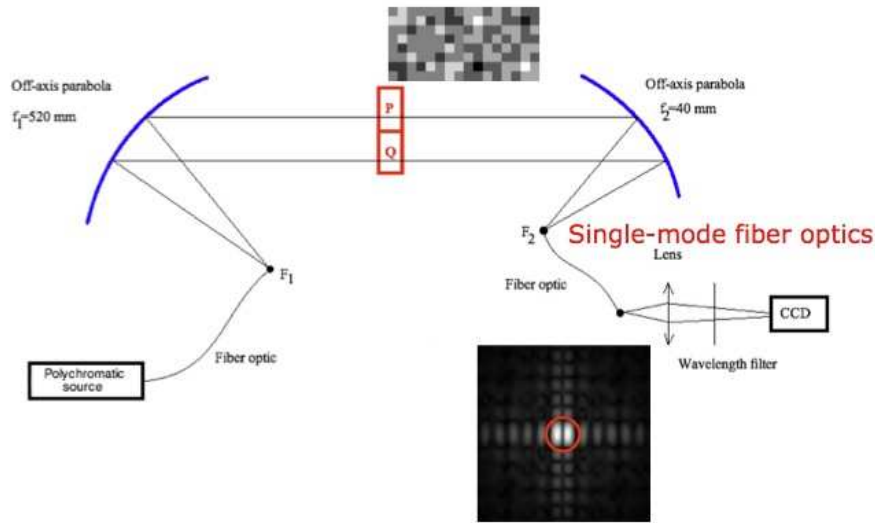 Off-axis parabola
f1=520 mm
P
Q
Off-axis parabola
f2=40 mm
F1
F2
Single-mode fiber optics
Lens
Fiber optic
CCD
Wavelength filter
Fiber optic
Polychromatic
source